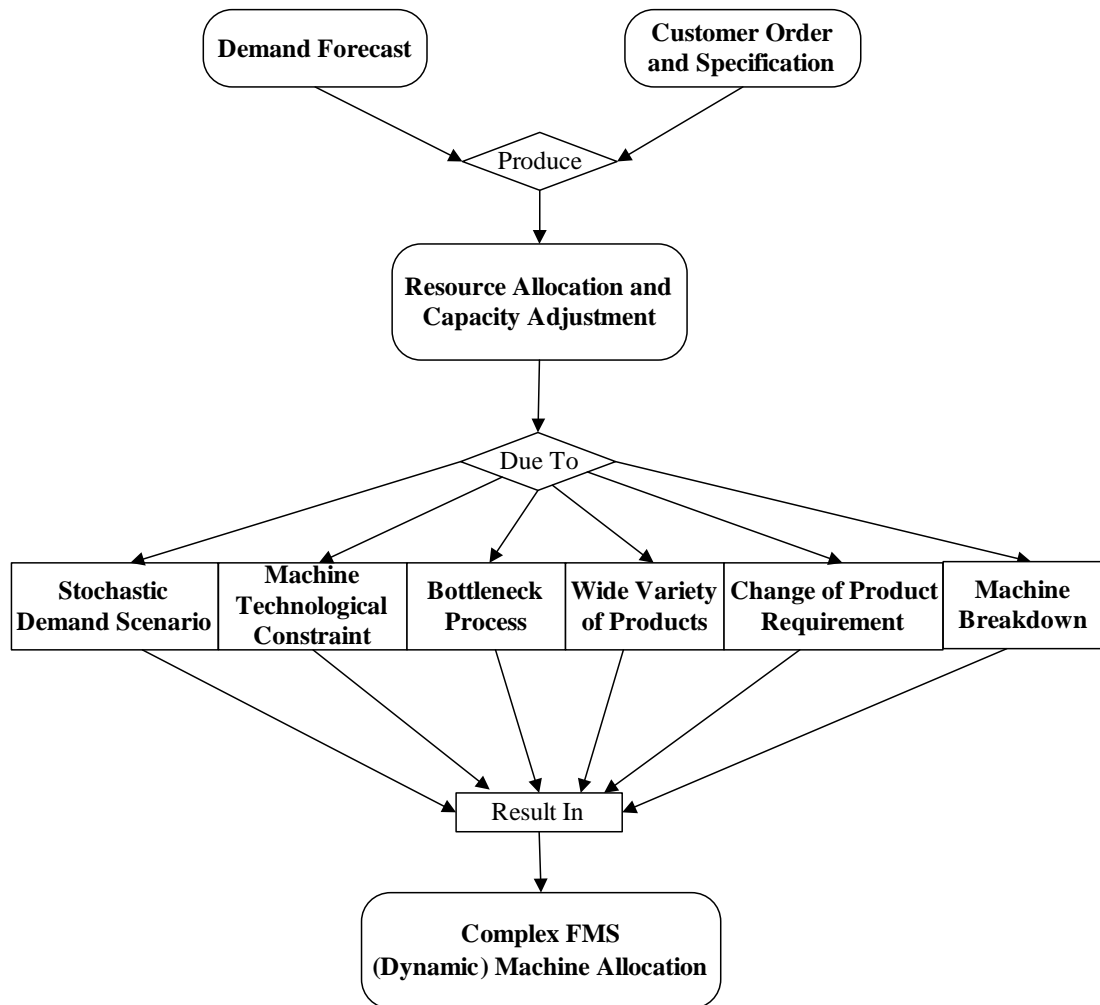 Demand Forecast
Customer Order
and Specification
Produce
Resource Allocation and
Capacity Adjustment
Due To
Stochastic
Demand Scenario
Machine
Technological
Constraint
Bottleneck
Process
Wide Variety
of Products
Change of Product
Requirement
Machine
Breakdown
Result In
Complex FMS
(Dynamic) Machine Allocation